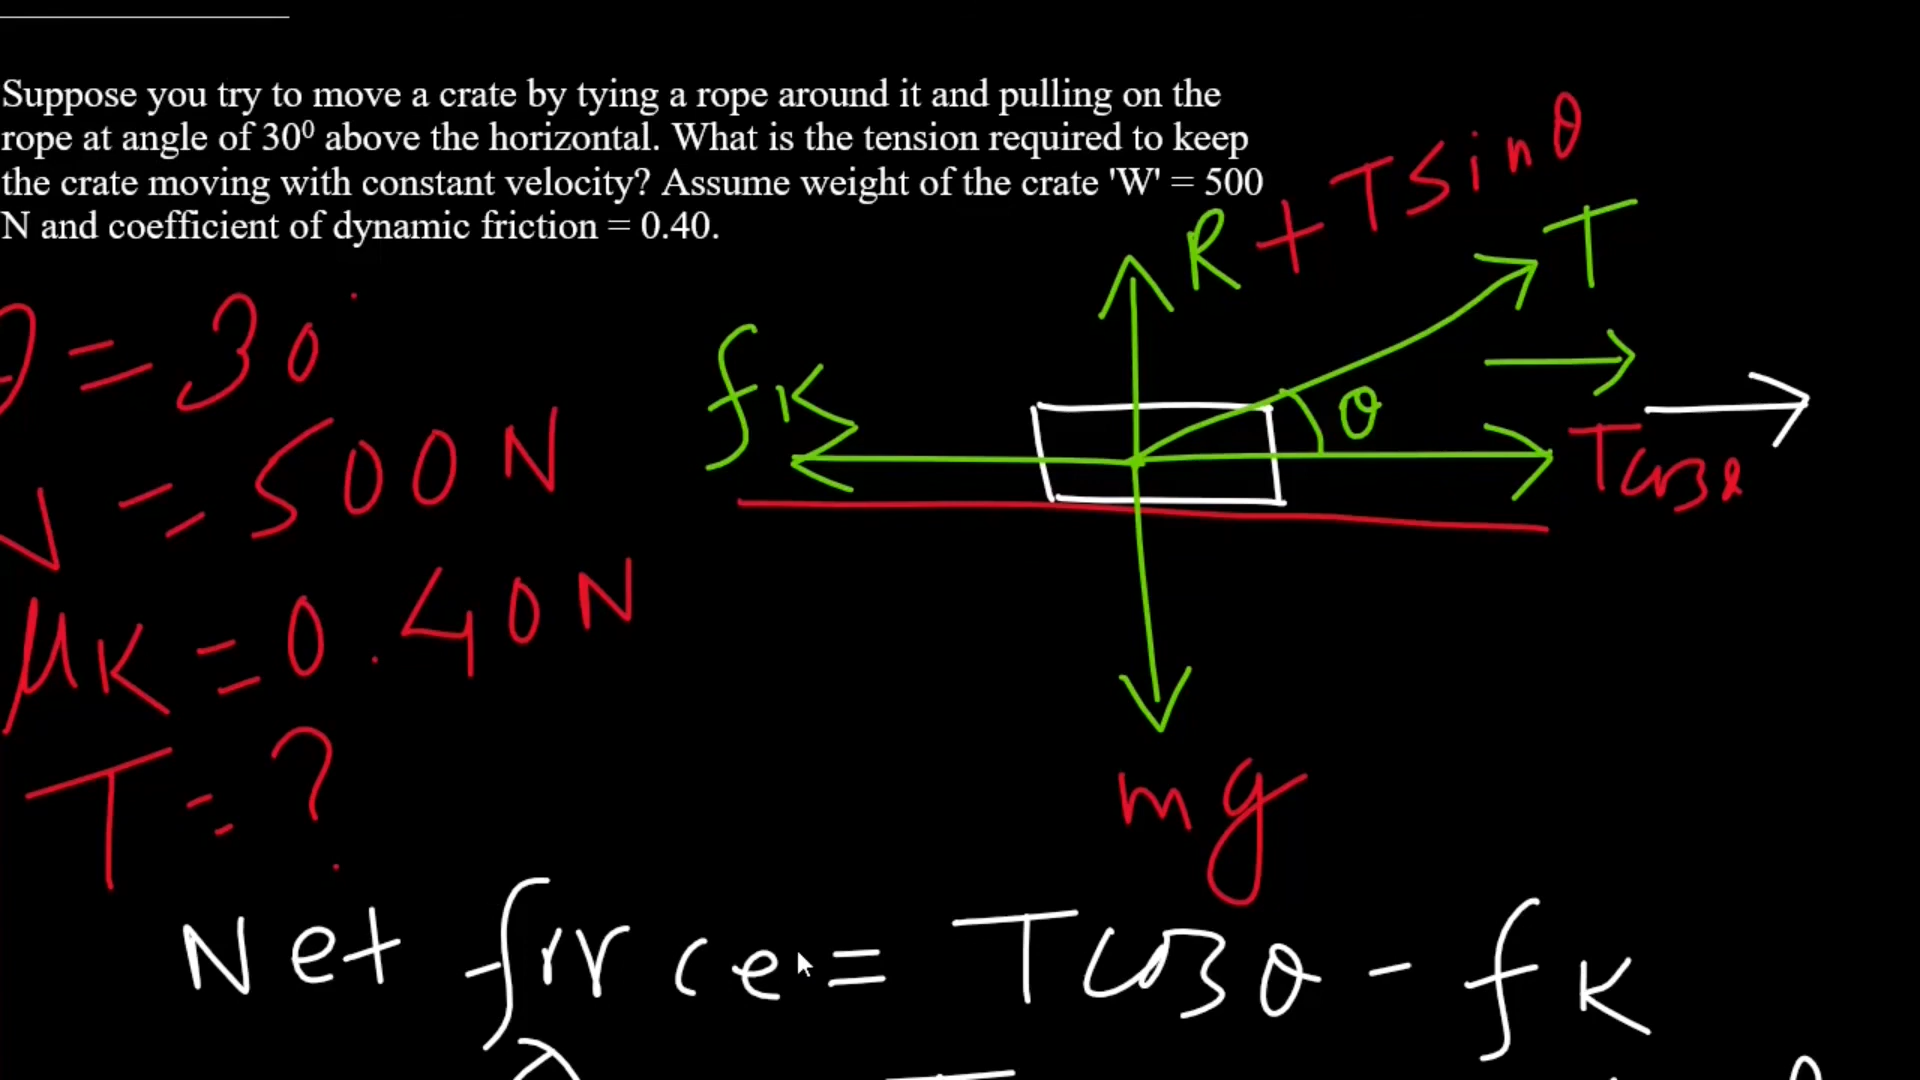 Suppose you try to move a crate by tying a rope around it and pulling on the
rope at angle of 30⁰ above the horizontal. What is the tension required to keep
the crate moving with constant velocity? Assume weight of the crate 'W' = 500
N and coefficient of dynamic friction = 0.40.
R + T sin θ
T
θ = 30°
fK
θ
T cos θ
= 500 N
μK = 0.40 N
T = ?
mg
Net force = T cos θ - fK